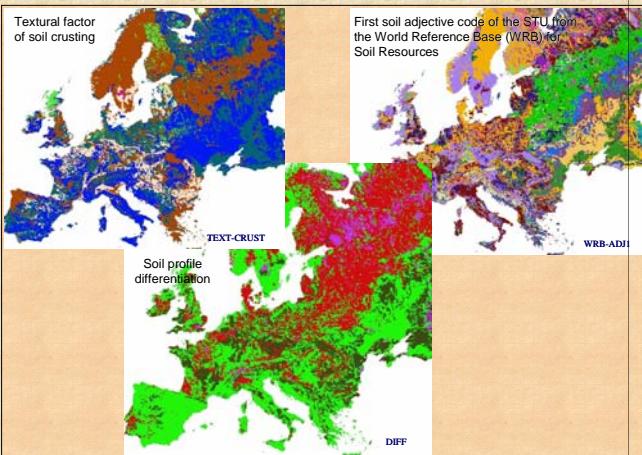 Textural factor
of soil crusting
TEXT-CRUST
First soil adjective code of the STU from
the World Reference Base (WRB) for
Soil Resources
WRB-ADJ1
Soil profile
differentiation
DIFF